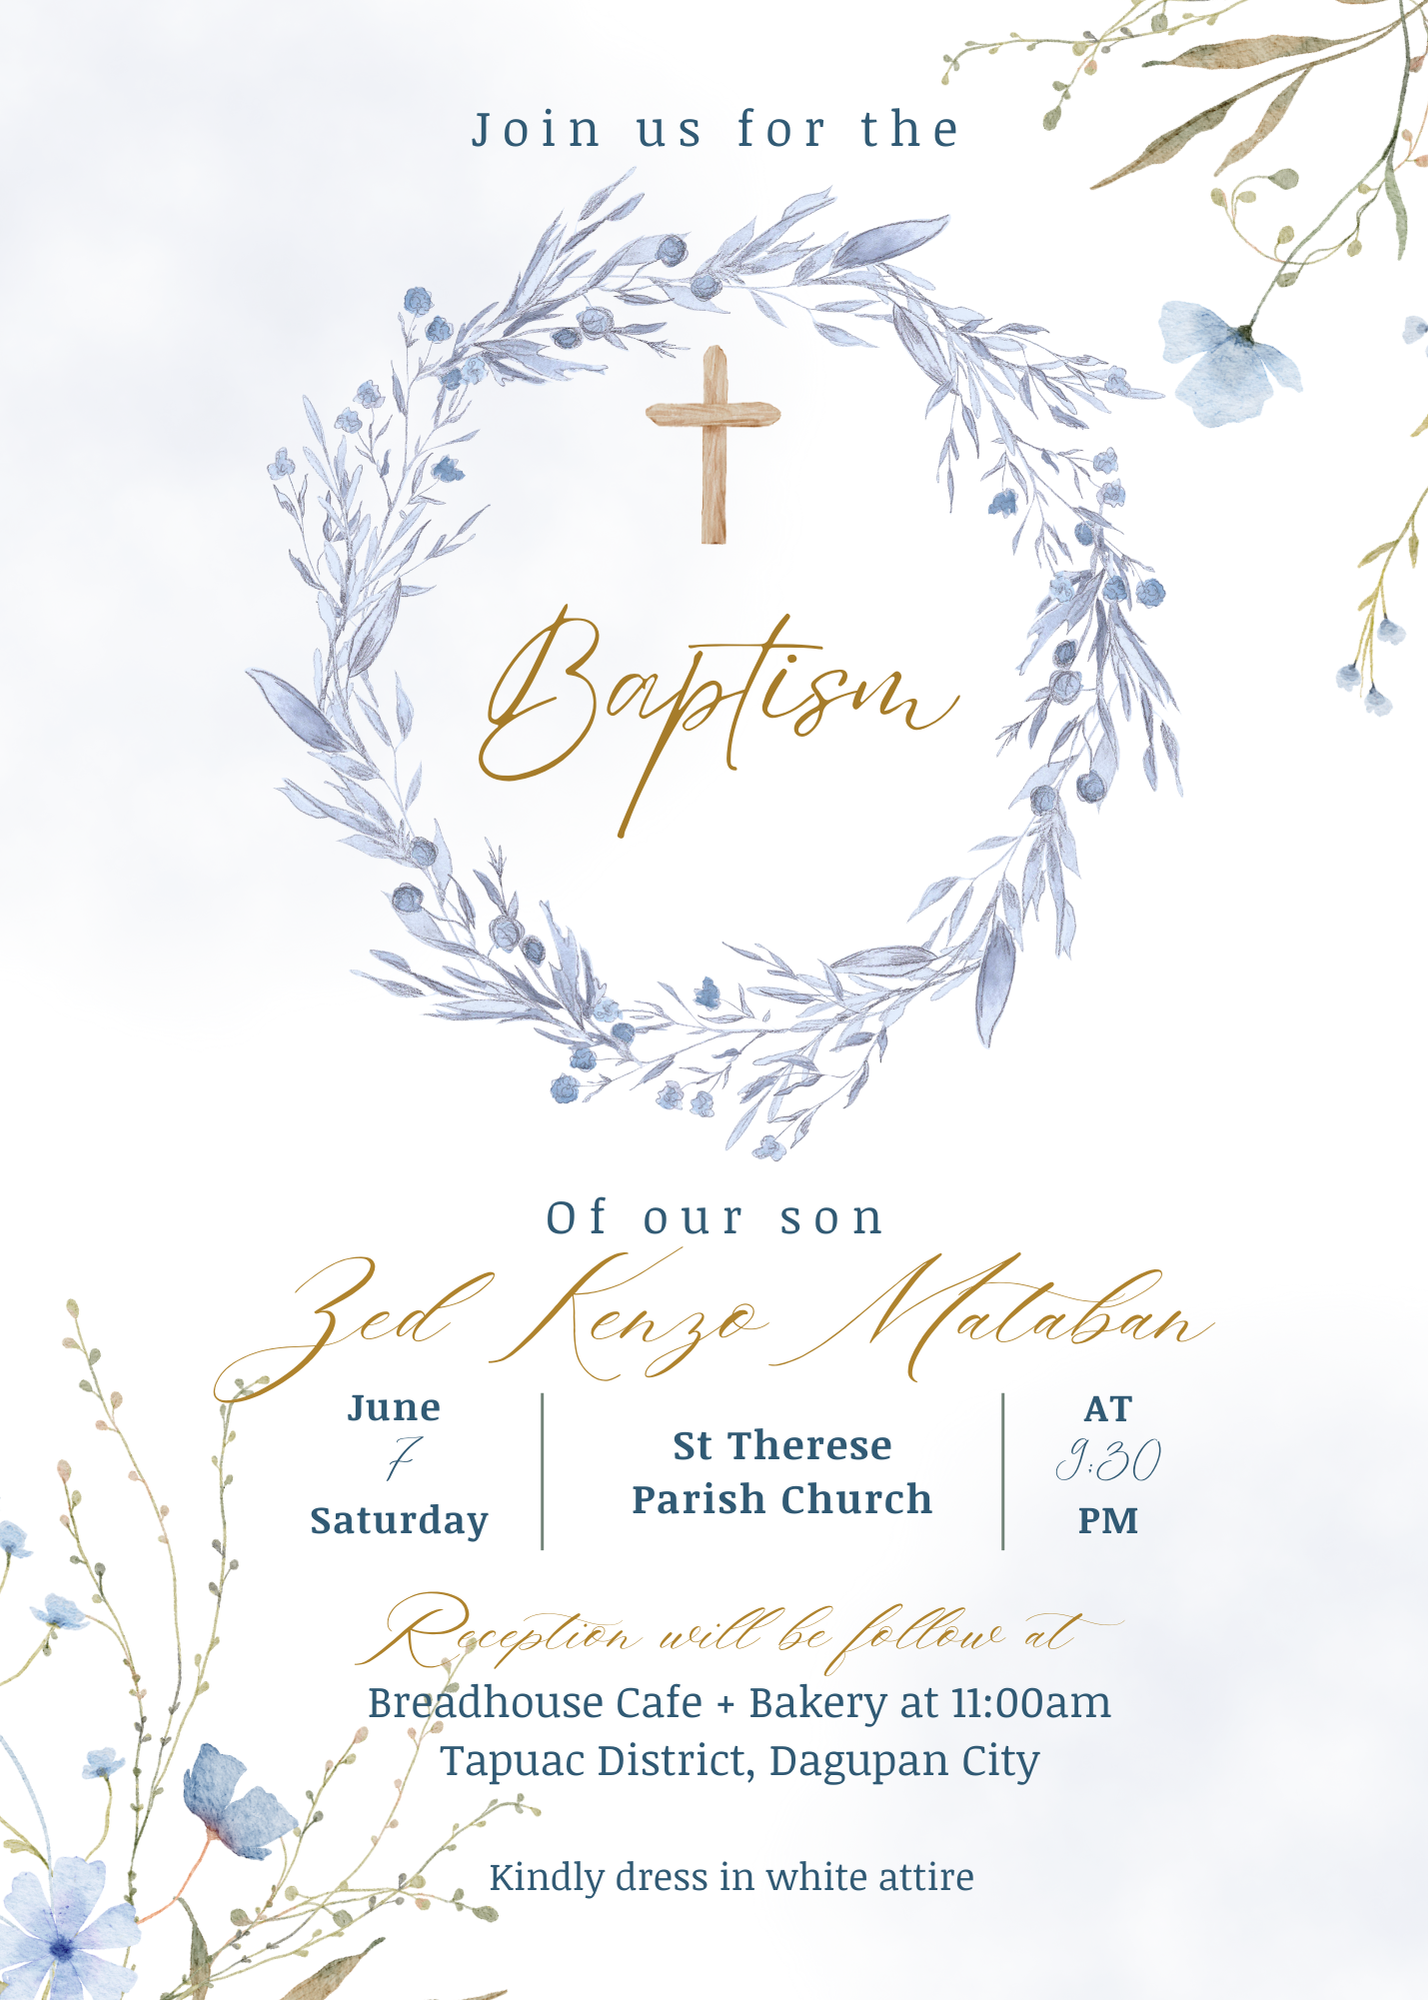 Join us for the
Baptism
Of our son
Zed Kenzo Mataban
June
7
Saturday
St Therese
Parish Church
AT
9:30
PM
Reception will be follow at
Breadhouse Cafe + Bakery at 11:00am
Tapuac District, Dagupan City
Kindly dress in white attire